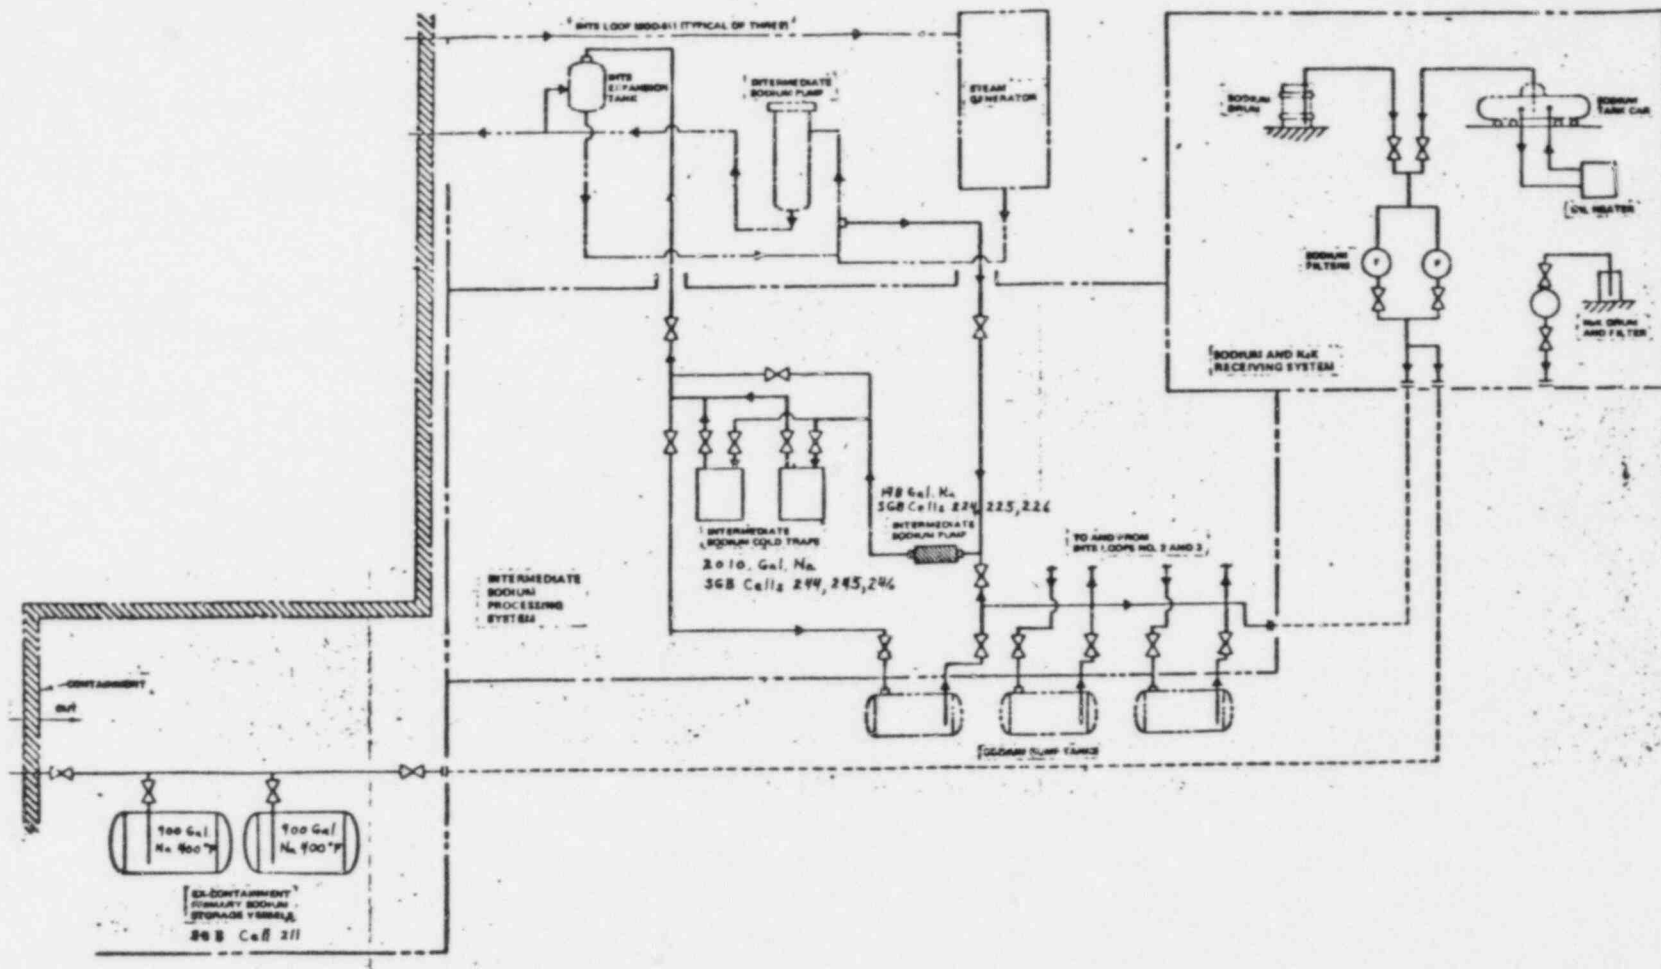 IHTS LOOP (TYPICAL OF THREE)
IHTS
EXPANSION
TANK
INTERMEDIATE
SODIUM PUMP
STEAM
GENERATOR
SODIUM
DRUM
SODIUM
TANK CAR
OIL HEATER
SODIUM
FILTERS
F
F
NaK DRUM
AND FILTER
SODIUM AND NaK
RECEIVING SYSTEM
Gal. Na
SGB Cells 224, 225, 226
INTERMEDIATE
SODIUM PUMP
INTERMEDIATE
SODIUM COLD TRAPS
2010. Gal. Na
SGB Cells 244, 245, 246
TO AND FROM
IHTS LOOPS NO. 2 AND 3
INTERMEDIATE
SODIUM
PROCESSING
SYSTEM
CONTAINMENT
OUT
SODIUM DUMP TANKS
900 Gal
Na 400°F
900 Gal
Na 400°F
EX-CONTAINMENT
PRIMARY SODIUM
STORAGE VESSELS
SGB Cell 211